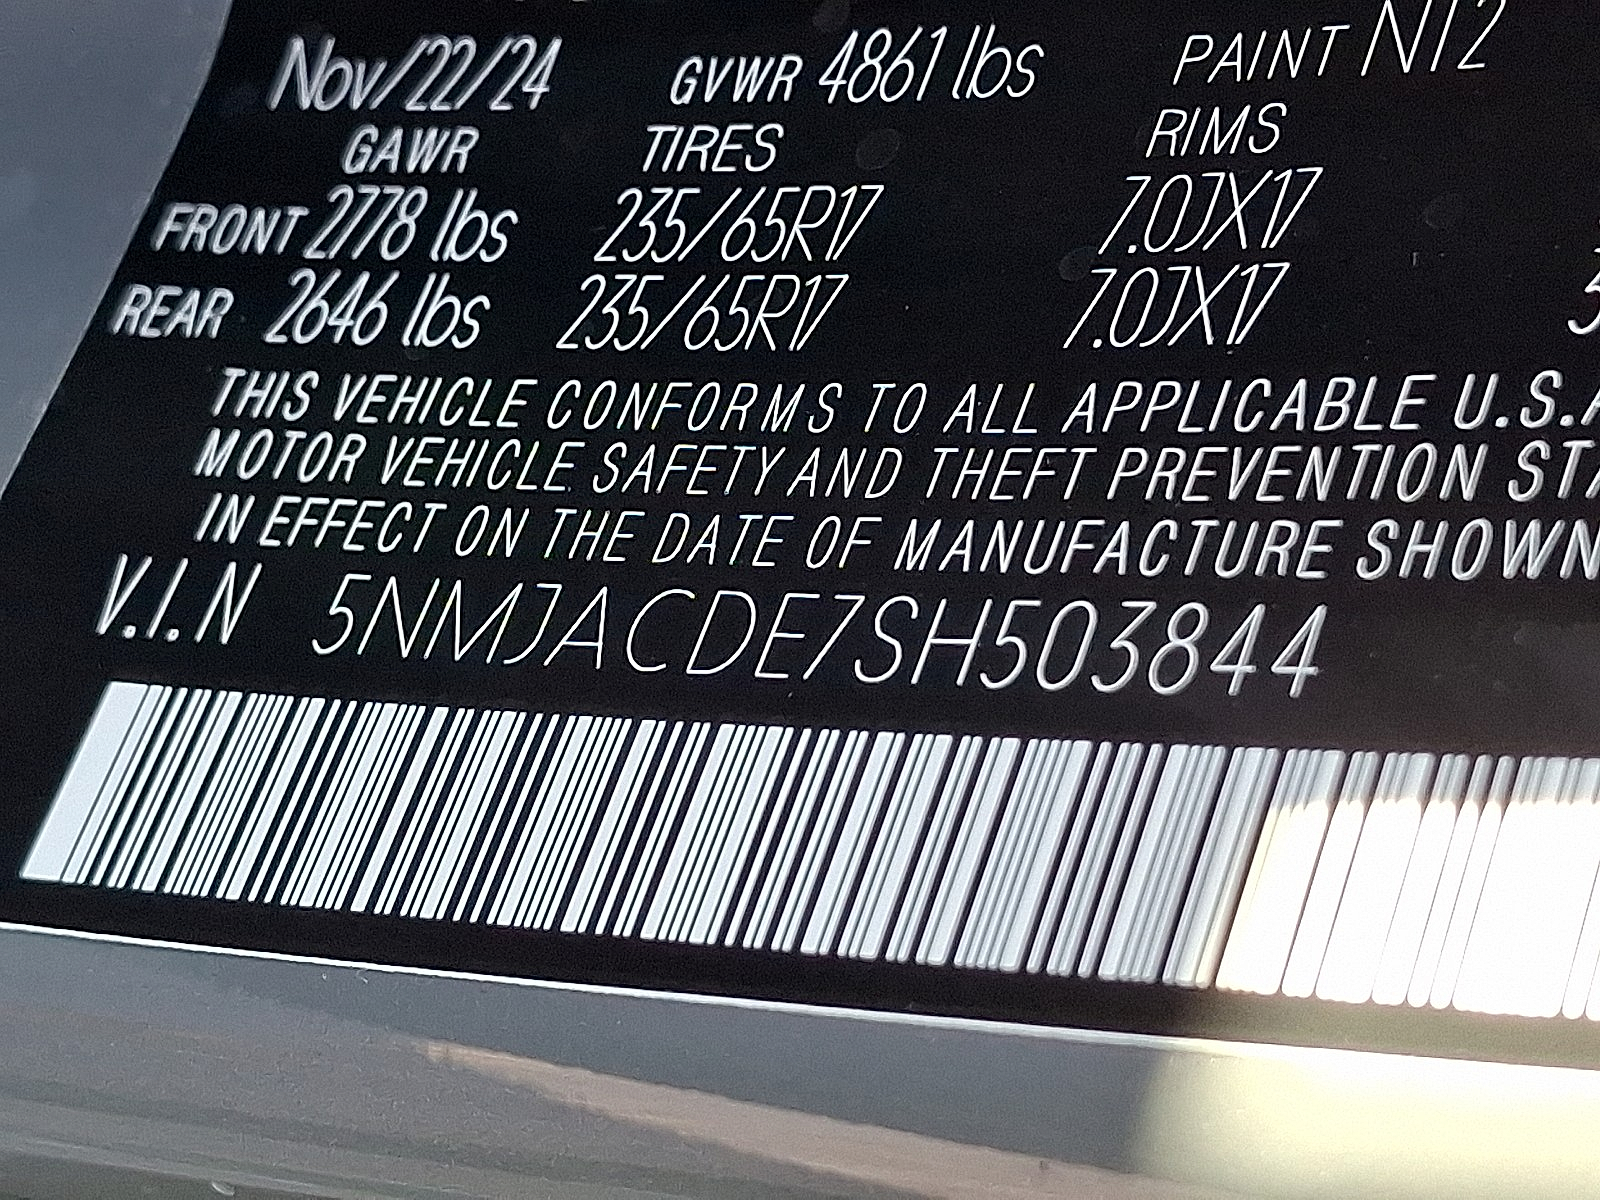 Nov/22/24 GVWR 4861 lbs PAINT NT2
GAWR TIRES RIMS
FRONT 2778 lbs 235/65R17 7.0JX17
REAR 2646 lbs 235/65R17 7.0JX17
THIS VEHICLE CONFORMS TO ALL APPLICABLE U.S.A
MOTOR VEHICLE SAFETY AND THEFT PREVENTION STA
IN EFFECT ON THE DATE OF MANUFACTURE SHOWN
V.I.N 5NMJACDE7SH503844